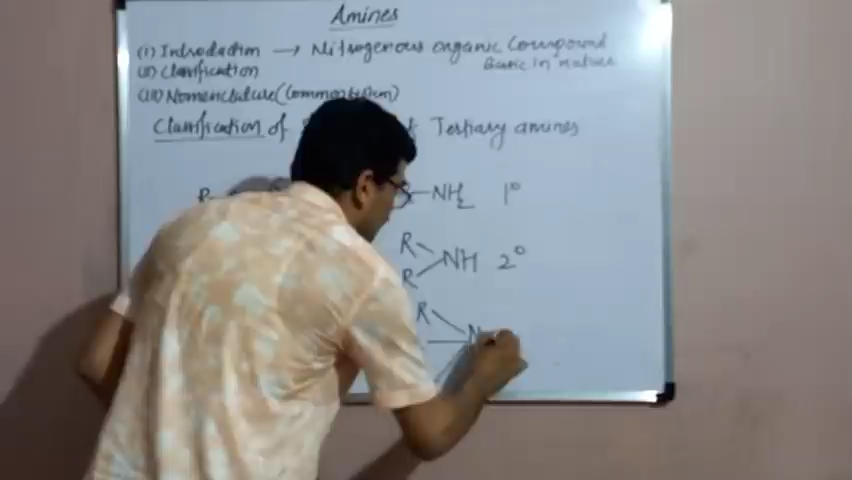 Amines
(i) Introduction → Nitrogenous organic Compound
Basic in nature
(ii) Classification
(iii) Nomenclature (Common system)
Classification of Tertiary amines
R
R—NH2 1°
R
NH 2°
R
R
N